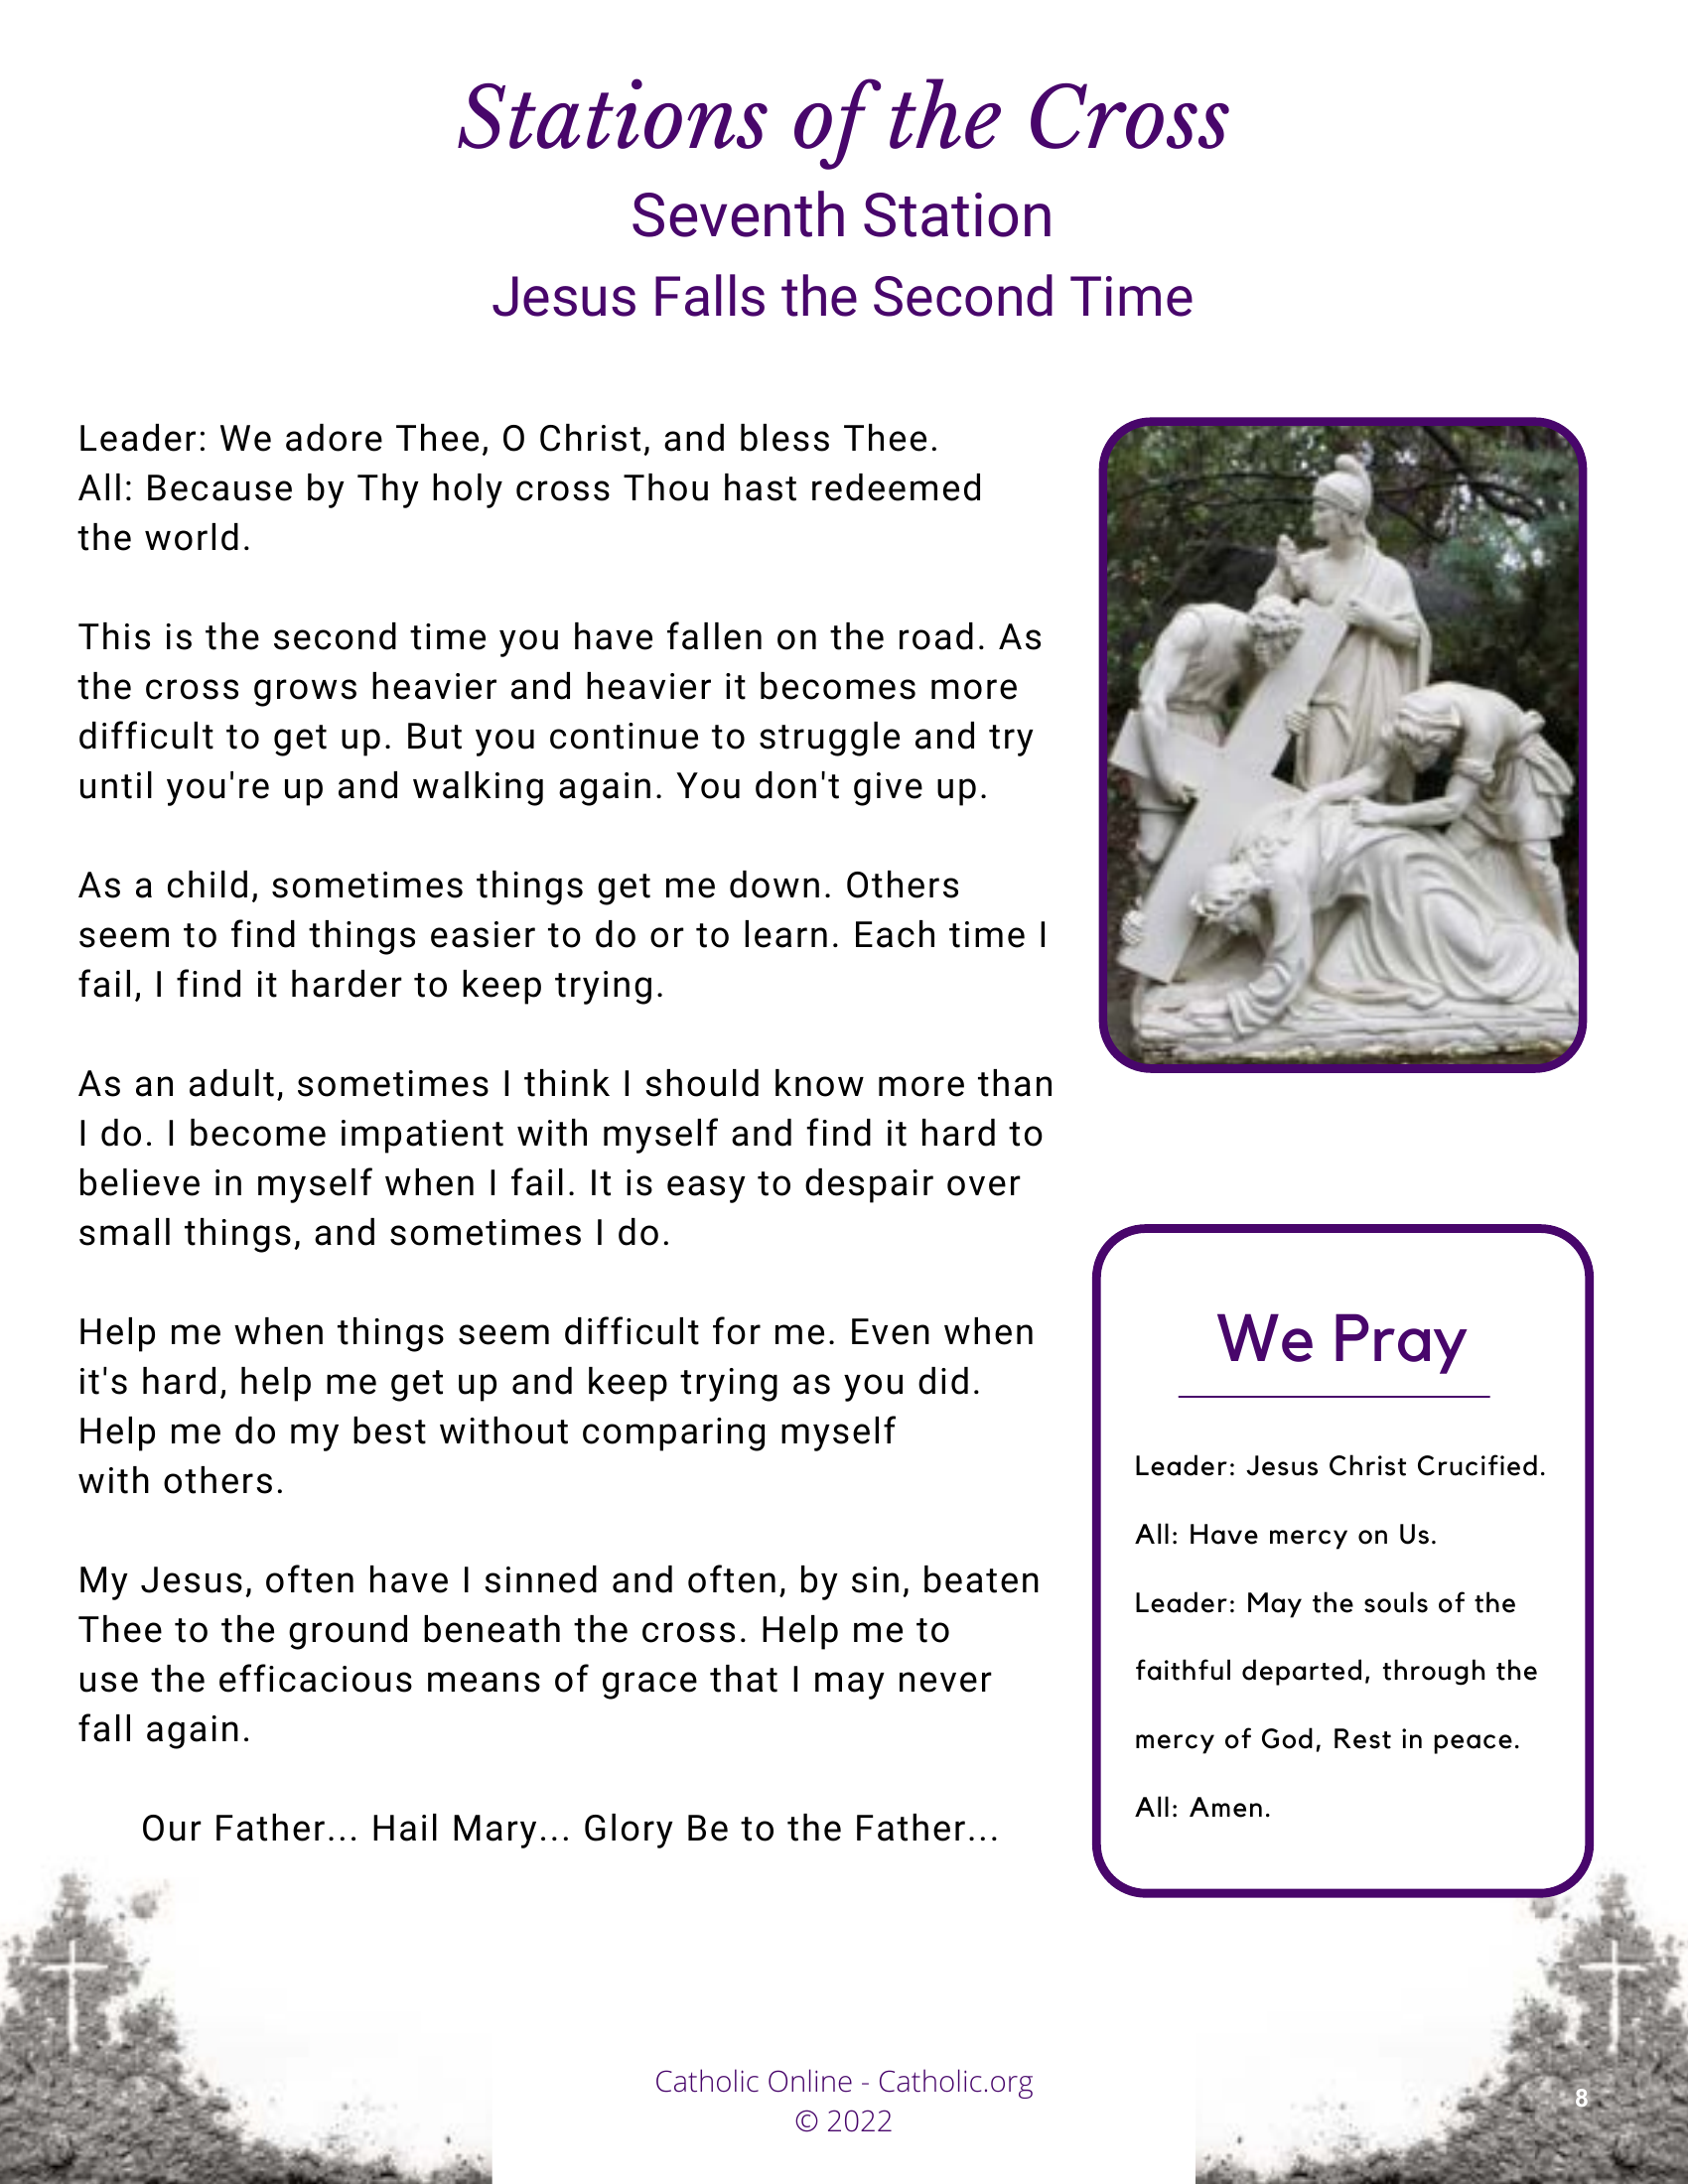 Stations of the Cross
Seventh Station
Jesus Falls the Second Time
Leader: We adore Thee, O Christ, and bless Thee.
All: Because by Thy holy cross Thou hast redeemed
the world.
This is the second time you have fallen on the road. As
the cross grows heavier and heavier it becomes more
difficult to get up. But you continue to struggle and try
until you're up and walking again. You don't give up.
As a child, sometimes things get me down. Others
seem to find things easier to do or to learn. Each time I
fail, I find it harder to keep trying.
As an adult, sometimes I think I should know more than
I do. I become impatient with myself and find it hard to
believe in myself when I fail. It is easy to despair over
small things, and sometimes I do.
Help me when things seem difficult for me. Even when
it's hard, help me get up and keep trying as you did.
Help me do my best without comparing myself
with others.
My Jesus, often have I sinned and often, by sin, beaten
Thee to the ground beneath the cross. Help me to
use the efficacious means of grace that I may never
fall again.
Our Father... Hail Mary... Glory Be to the Father...
We Pray
Leader: Jesus Christ Crucified.
All: Have mercy on Us.
Leader: May the souls of the
faithful departed, through the
mercy of God, Rest in peace.
All: Amen.
Catholic Online - Catholic.org
© 2022
8